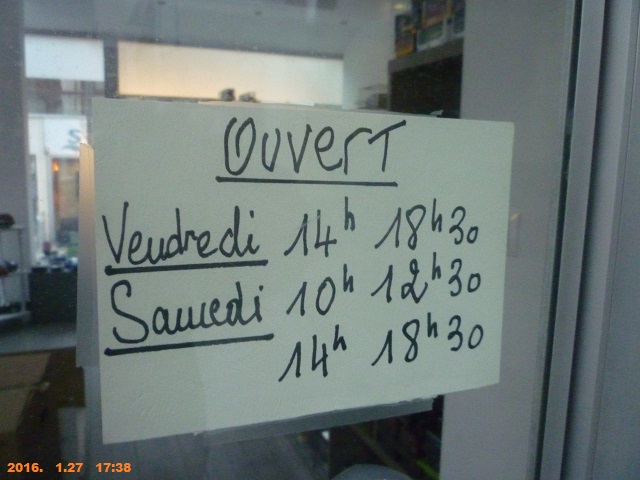 Ouvert
Vendredi 14h 18h30
Samedi 10h 12h30
14h 18h30
2016. 1.27 17:38